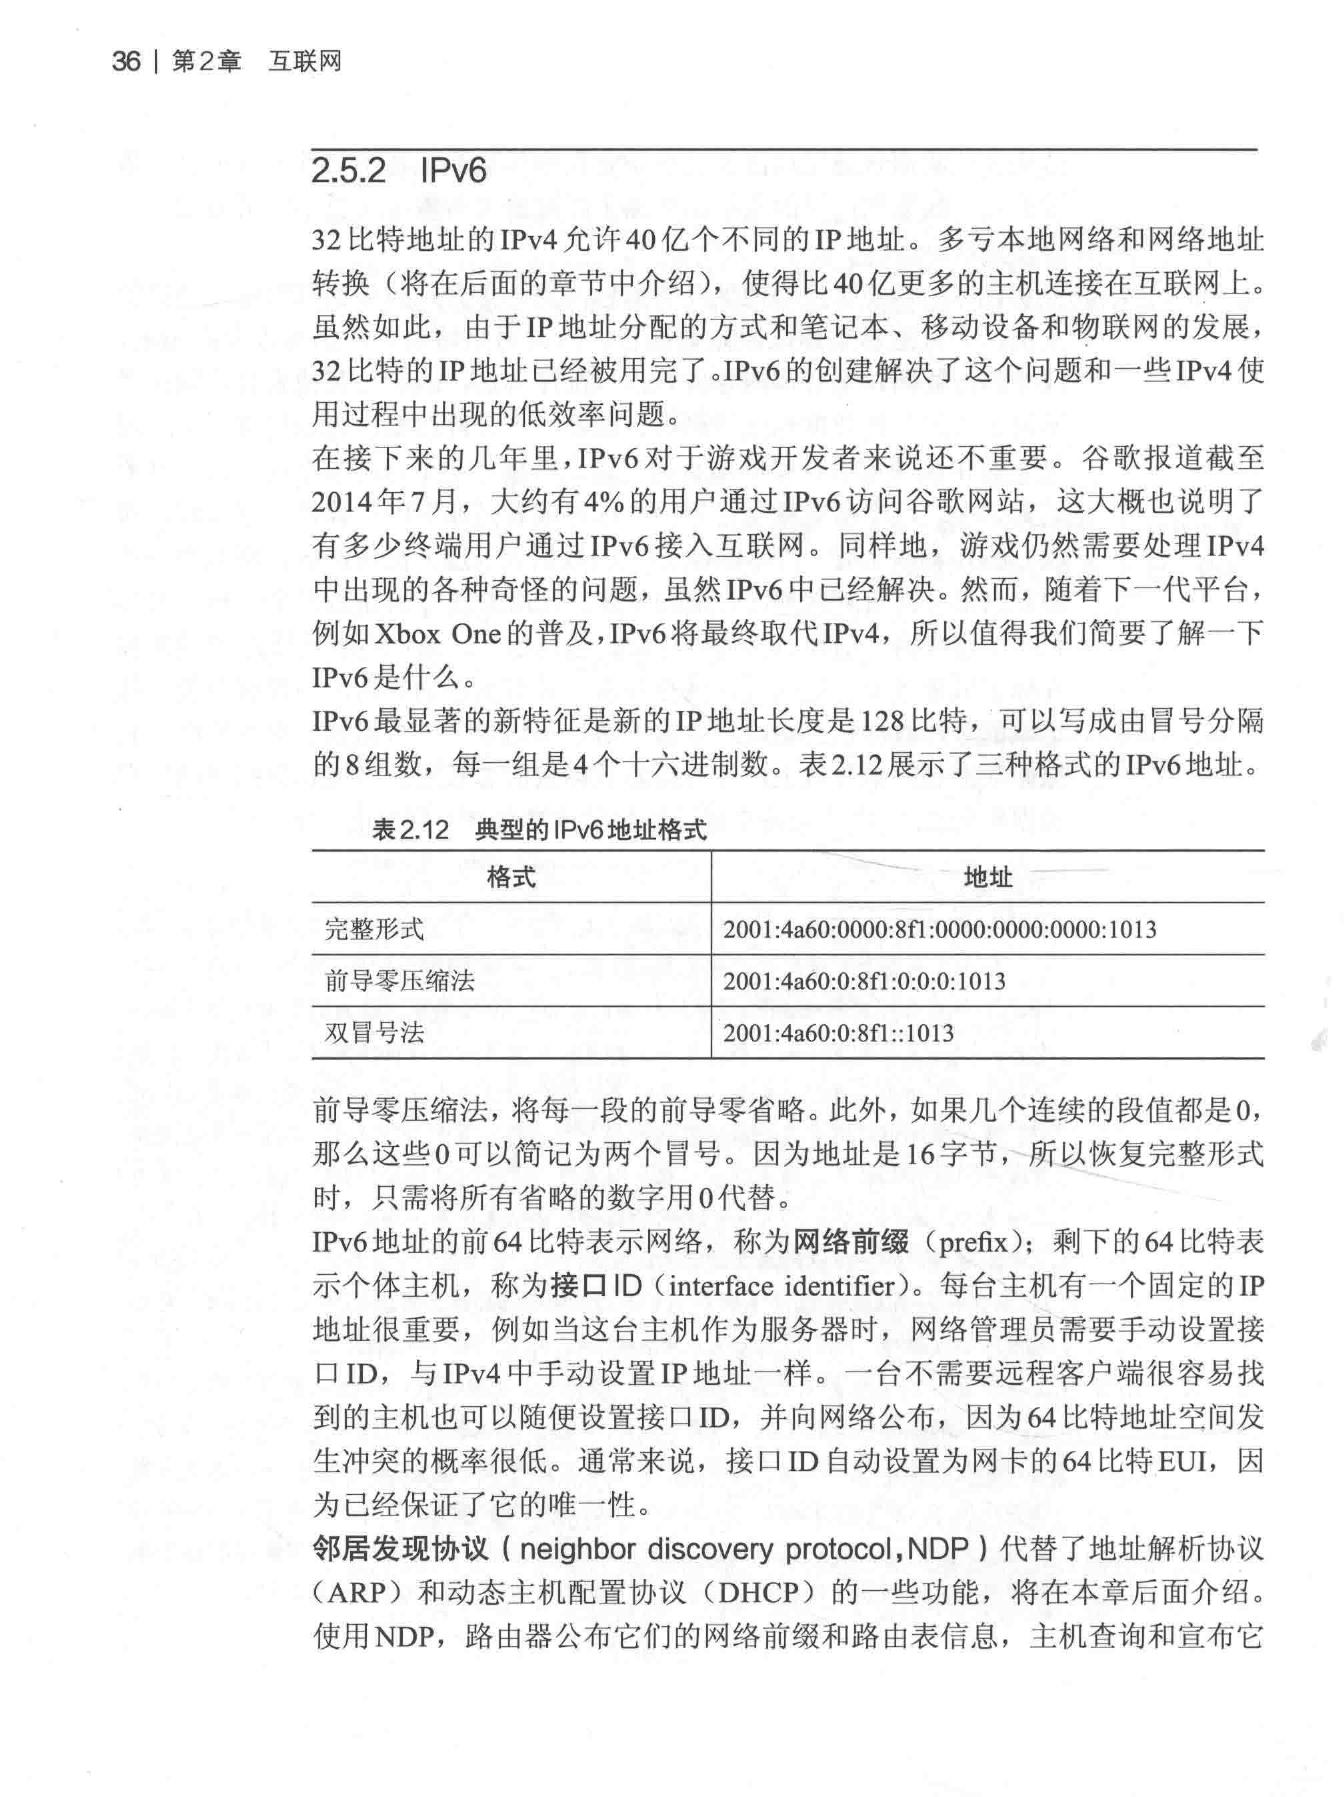 36 | 第2章 互联网
2.5.2 IPv6
32比特地址的IPv4允许40亿个不同的IP地址。多亏本地网络和网络地址
转换（将在后面的章节中介绍），使得比40亿更多的主机连接在互联网上。
虽然如此，由于IP地址分配的方式和笔记本、移动设备和物联网的发展，
32比特的IP地址已经被用完了。IPv6的创建解决了这个问题和一些IPv4使
用过程中出现的低效率问题。
在接下来的几年里，IPv6对于游戏开发者来说还不重要。谷歌报道截至
2014年7月，大约有4%的用户通过IPv6访问谷歌网站，这大概也说明了
有多少终端用户通过IPv6接入互联网。同样地，游戏仍然需要处理IPv4
中出现的各种奇怪的问题，虽然IPv6中已经解决。然而，随着下一代平台，
例如Xbox One的普及，IPv6将最终取代IPv4，所以值得我们简要了解一下
IPv6是什么。
IPv6最显著的新特征是新的IP地址长度是128比特，可以写成由冒号分隔
的8组数，每一组是4个十六进制数。表2.12展示了三种格式的IPv6地址。
表2.12 典型的IPv6地址格式
格式 地址
完整形式 2001:4a60:0000:8f1:0000:0000:0000:1013
前导零压缩法 2001:4a60:0:8f1:0:0:0:1013
双冒号法 2001:4a60:0:8f1::1013
前导零压缩法，将每一段的前导零省略。此外，如果几个连续的段值都是0，
那么这些0可以简记为两个冒号。因为地址是16字节，所以恢复完整形式
时，只需将所有省略的数字用0代替。
IPv6地址的前64比特表示网络，称为网络前缀（prefix）；剩下的64比特表
示个体主机，称为接口ID（interface identifier）。每台主机有一个固定的IP
地址很重要，例如当这台主机作为服务器时，网络管理员需要手动设置接
口ID，与IPv4中手动设置IP地址一样。一台不需要远程客户端很容易找
到的主机也可以随便设置接口ID，并向网络公布，因为64比特地址空间发
生冲突的概率很低。通常来说，接口ID自动设置为网卡的64比特EUI，因
为已经保证了它的唯一性。
邻居发现协议（neighbor discovery protocol,NDP）代替了地址解析协议
（ARP）和动态主机配置协议（DHCP）的一些功能，将在本章后面介绍。
使用NDP，路由器公布它们的网络前缀和路由表信息，主机查询和宣布它